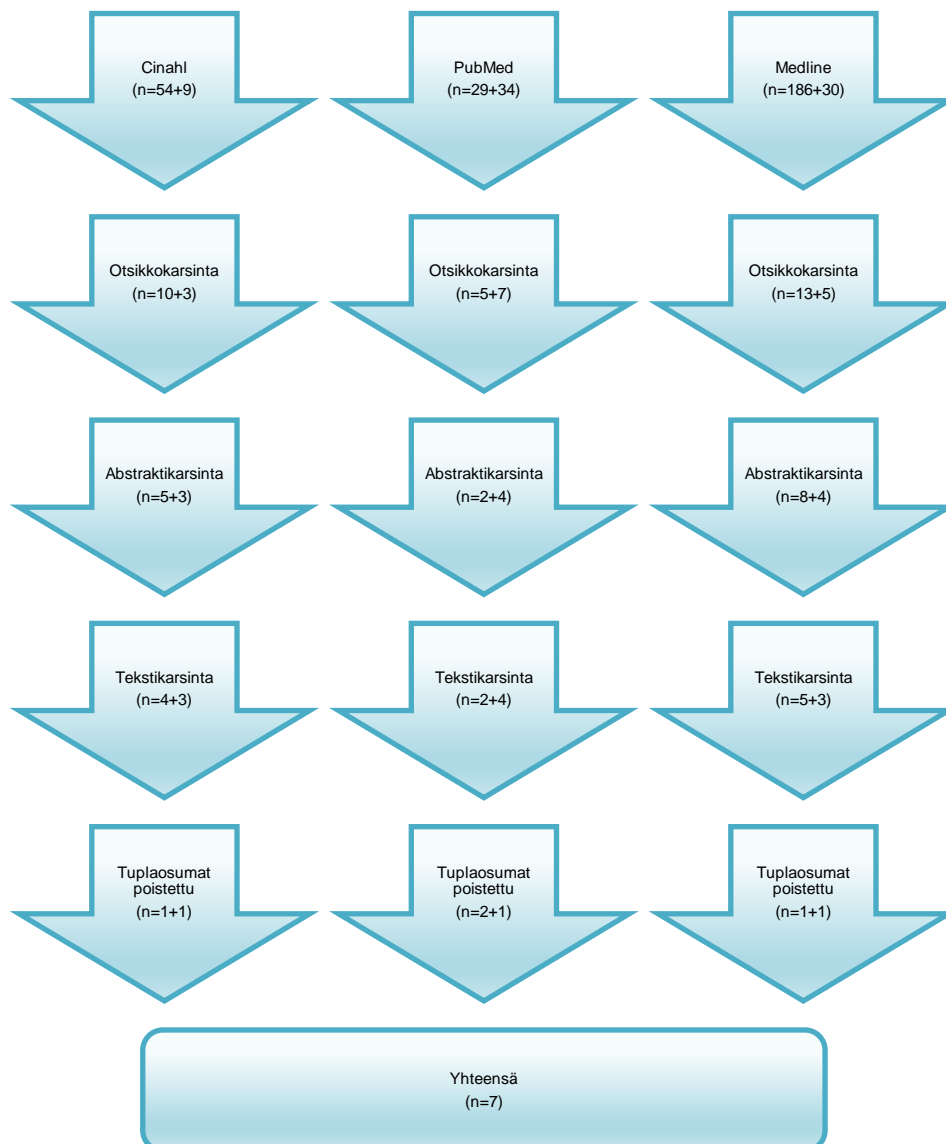 Cinahl
(n=54+9)
PubMed
(n=29+34)
Medline
(n=186+30)
Otsikkokarsinta
(n=10+3)
Otsikkokarsinta
(n=5+7)
Otsikkokarsinta
(n=13+5)
Abstraktikarsinta
(n=5+3)
Abstraktikarsinta
(n=2+4)
Abstraktikarsinta
(n=8+4)
Tekstikarsinta
(n=4+3)
Tekstikarsinta
(n=2+4)
Tekstikarsinta
(n=5+3)
Tuplaosumat
poistettu
(n=1+1)
Tuplaosumat
poistettu
(n=2+1)
Tuplaosumat
poistettu
(n=1+1)
Yhteensä
(n=7)